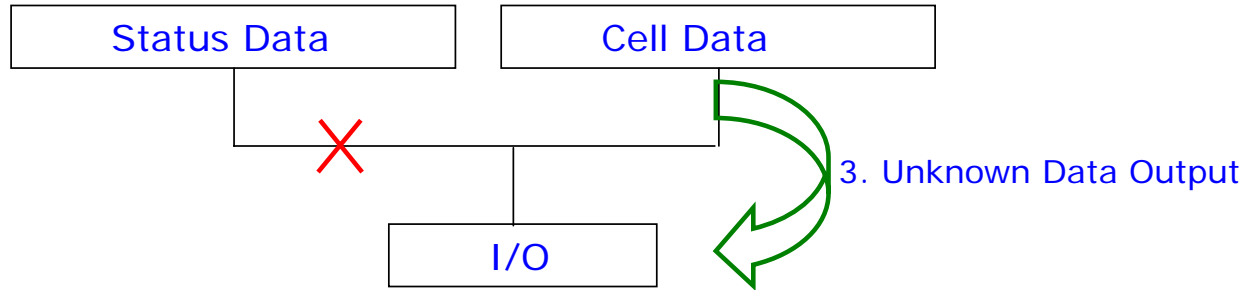 Status Data
Cell Data
3. Unknown Data Output
I/O